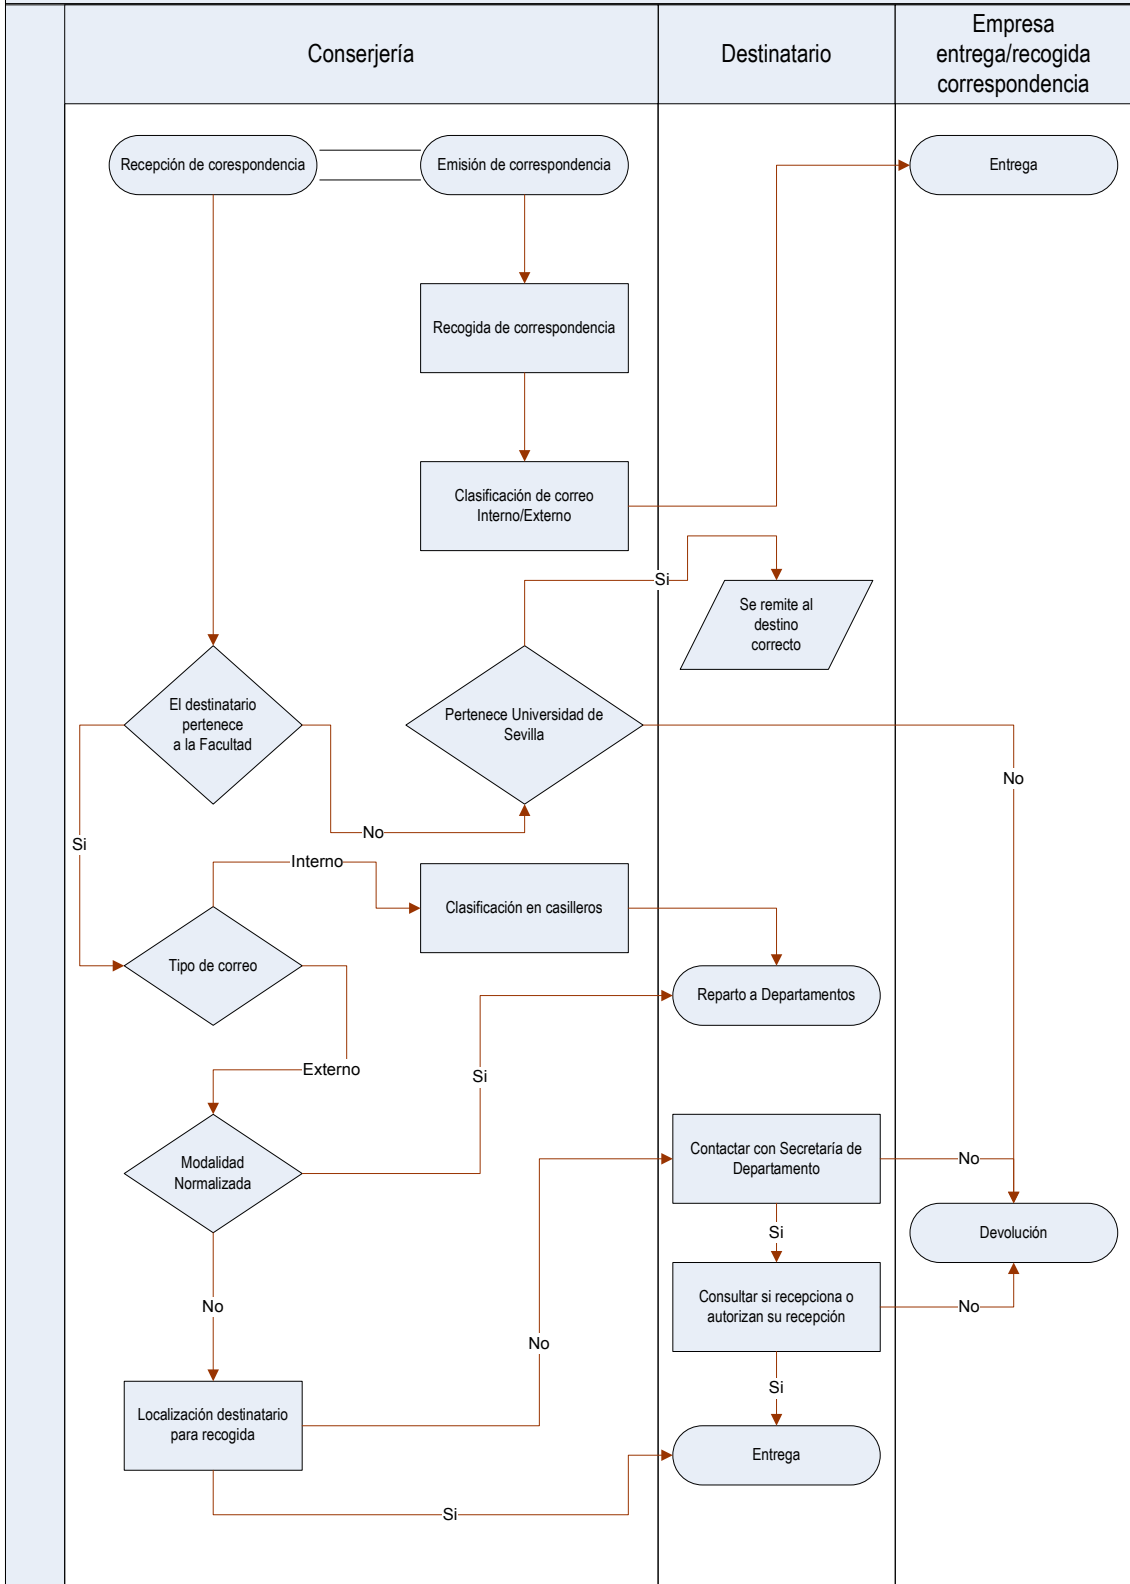 Conserjería
Destinatario
Empresa
entrega/recogida
correspondencia
Recepción de corespondencia
Emisión de correspondencia
Entrega
Recogida de correspondencia
Clasificación de correo
Interno/Externo
Si
Se remite al
destino
correcto
El destinatario
pertenece
a la Facultad
Pertenece Universidad de
Sevilla
No
No
Si
Interno
Clasificación en casilleros
Tipo de correo
Reparto a Departamentos
Externo
Si
Modalidad
Normalizada
Contactar con Secretaría de
Departamento
No
Si
Devolución
Consultar si recepciona o
autorizan su recepción
No
No
No
Si
Localización destinatario
para recogida
Entrega
Si